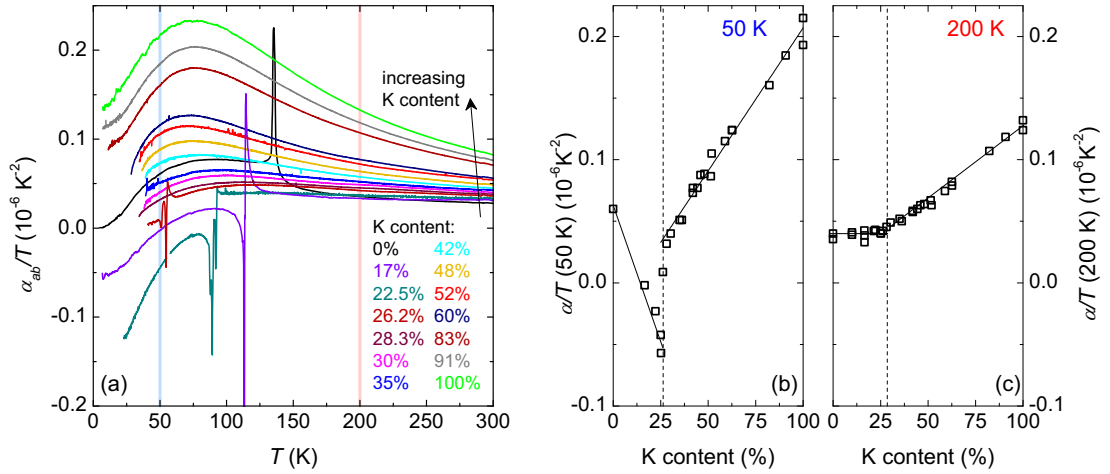 0.2
0.1
0.0
-0.1
-0.2
α_ab/T (10⁻⁶ K⁻²)
increasing
K content
K content:
0% 42%
17% 48%
22.5% 52%
26.2% 60%
28.3% 83%
30% 91%
35% 100%
(a)
0 50 100 150 200 250 300
T (K)
0.2
0.1
0.0
-0.1
α/T (50 K) (10⁻⁶K⁻²)
50 K
(b)
0 25 50 75 100
K content (%)
200 K
(c)
0 25 50 75 100
K content (%)
0.2
0.1
0.0
-0.1
α/T (200 K) (10⁻⁶K⁻²)